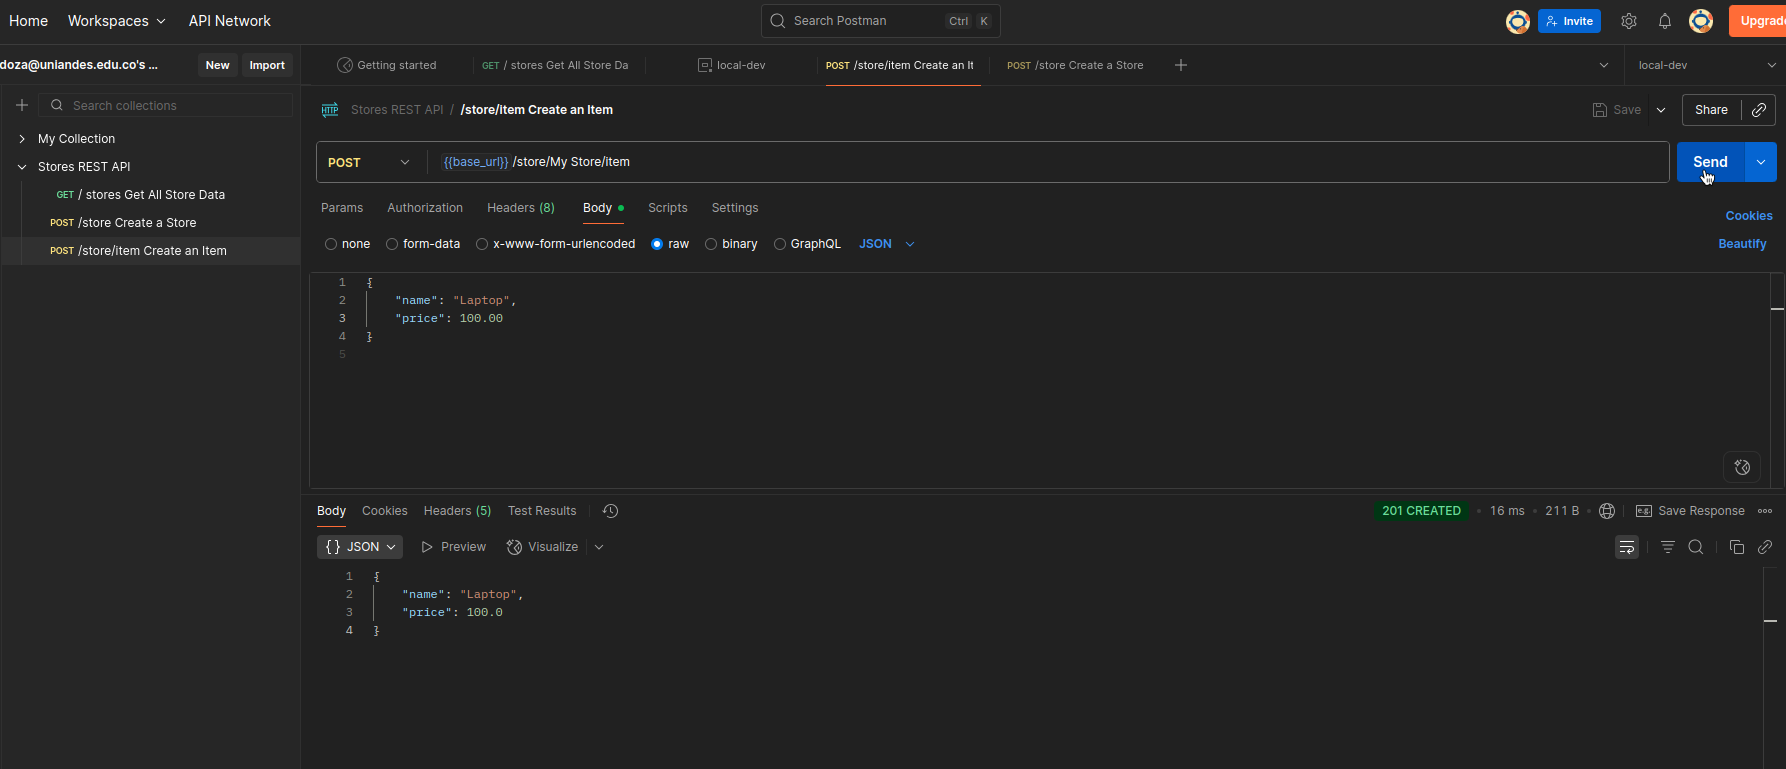 Home Workspaces API Network Search Postman Ctrl K Invite Upgrade
doza@uniandes.edu.co's ... New Import Getting started GET / stores Get All Store Da local-dev POST /store/item Create an It POST /store Create a Store local-dev
Search collections Stores REST API / /store/item Create an Item Save Share
My Collection
Stores REST API
GET / stores Get All Store Data
POST /store Create a Store
POST /store/item Create an Item
POST {{base_url}} /store/My Store/item Send
Params Authorization Headers (8) Body Scripts Settings Cookies
none form-data x-www-form-urlencoded raw binary GraphQL JSON Beautify
1 {
2 "name": "Laptop",
3 "price": 100.00
4 }
5
Body Cookies Headers (5) Test Results 201 CREATED • 16 ms • 211 B • e.g. Save Response
{} JSON Preview Visualize
1 {
2 "name": "Laptop",
3 "price": 100.0
4 }